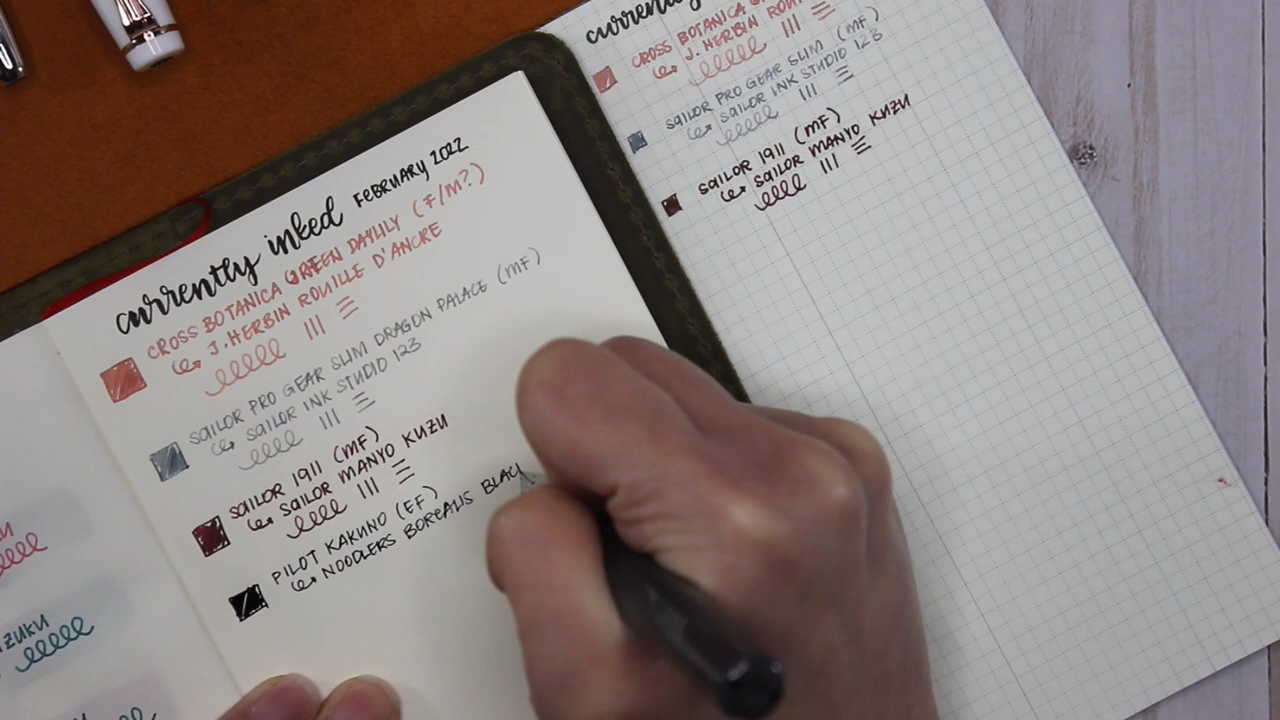 currently inked FEBRUARY 2022
CROSS BOTANICA GREEN DAYLILY (F/M?)
J. HERBIN ROUILLE D'ANCRE
SAILOR PRO GEAR SLIM DRAGON PALACE (MF)
SAILOR INK STUDIO 123
SAILOR 1911 (MF)
SAILOR MANYO KUZU
PILOT KAKUNO (EF)
NOODLERS BOREALIS BLAC
currently
CROSS BOTANICA
J. HERBIN
SAILOR PRO GEAR SLIM (MF)
SAILOR INK STUDIO 123
SAILOR 1911 (MF)
SAILOR MANYO KUZU